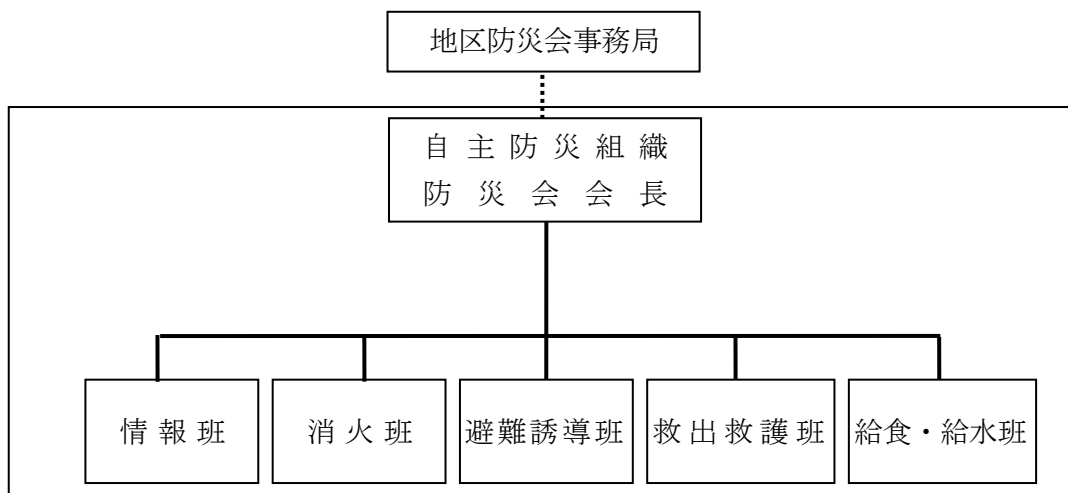 地区防災会事務局
自主防災組織
防災会会長
情報班
消火班
避難誘導班
救出救護班
給食・給水班